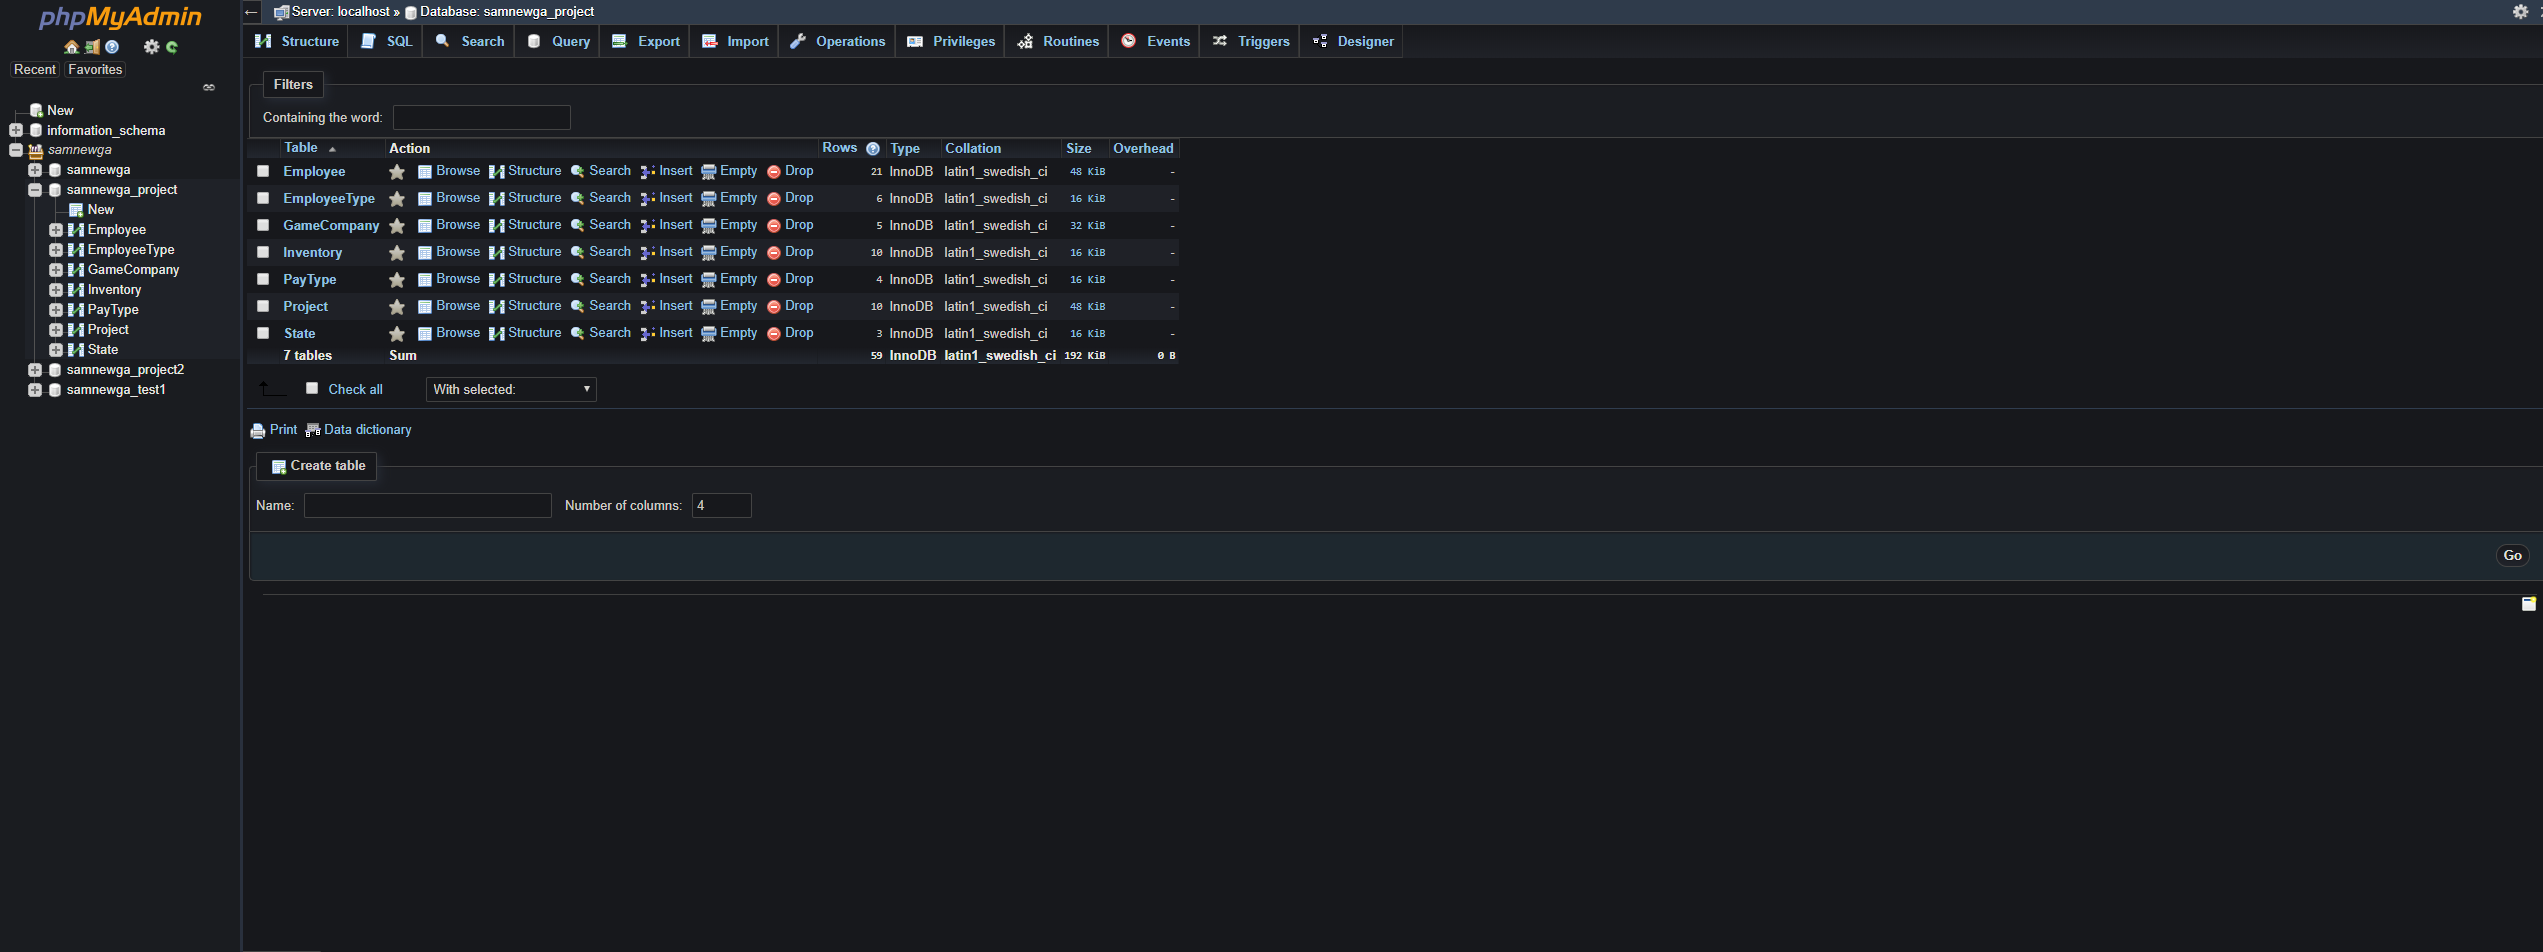 phpMyAdmin
Recent Favorites
New
information_schema
samnewga
samnewga
samnewga_project
New
Employee
EmployeeType
GameCompany
Inventory
PayType
Project
State
samnewga_project2
samnewga_test1
Server: localhost » Database: samnewga_project
Structure SQL Search Query Export Import Operations Privileges Routines Events Triggers Designer
Filters
Containing the word:
Table Action Rows Type Collation Size Overhead
Employee Browse Structure Search Insert Empty Drop 21 InnoDB latin1_swedish_ci 48 KiB -
EmployeeType Browse Structure Search Insert Empty Drop 6 InnoDB latin1_swedish_ci 16 KiB -
GameCompany Browse Structure Search Insert Empty Drop 5 InnoDB latin1_swedish_ci 32 KiB -
Inventory Browse Structure Search Insert Empty Drop 10 InnoDB latin1_swedish_ci 16 KiB -
PayType Browse Structure Search Insert Empty Drop 4 InnoDB latin1_swedish_ci 16 KiB -
Project Browse Structure Search Insert Empty Drop 10 InnoDB latin1_swedish_ci 48 KiB -
State Browse Structure Search Insert Empty Drop 3 InnoDB latin1_swedish_ci 16 KiB -
7 tables Sum 59 InnoDB latin1_swedish_ci 192 KiB 0 B
Check all With selected:
Print Data dictionary
Create table
Name: Number of columns: 4
Go